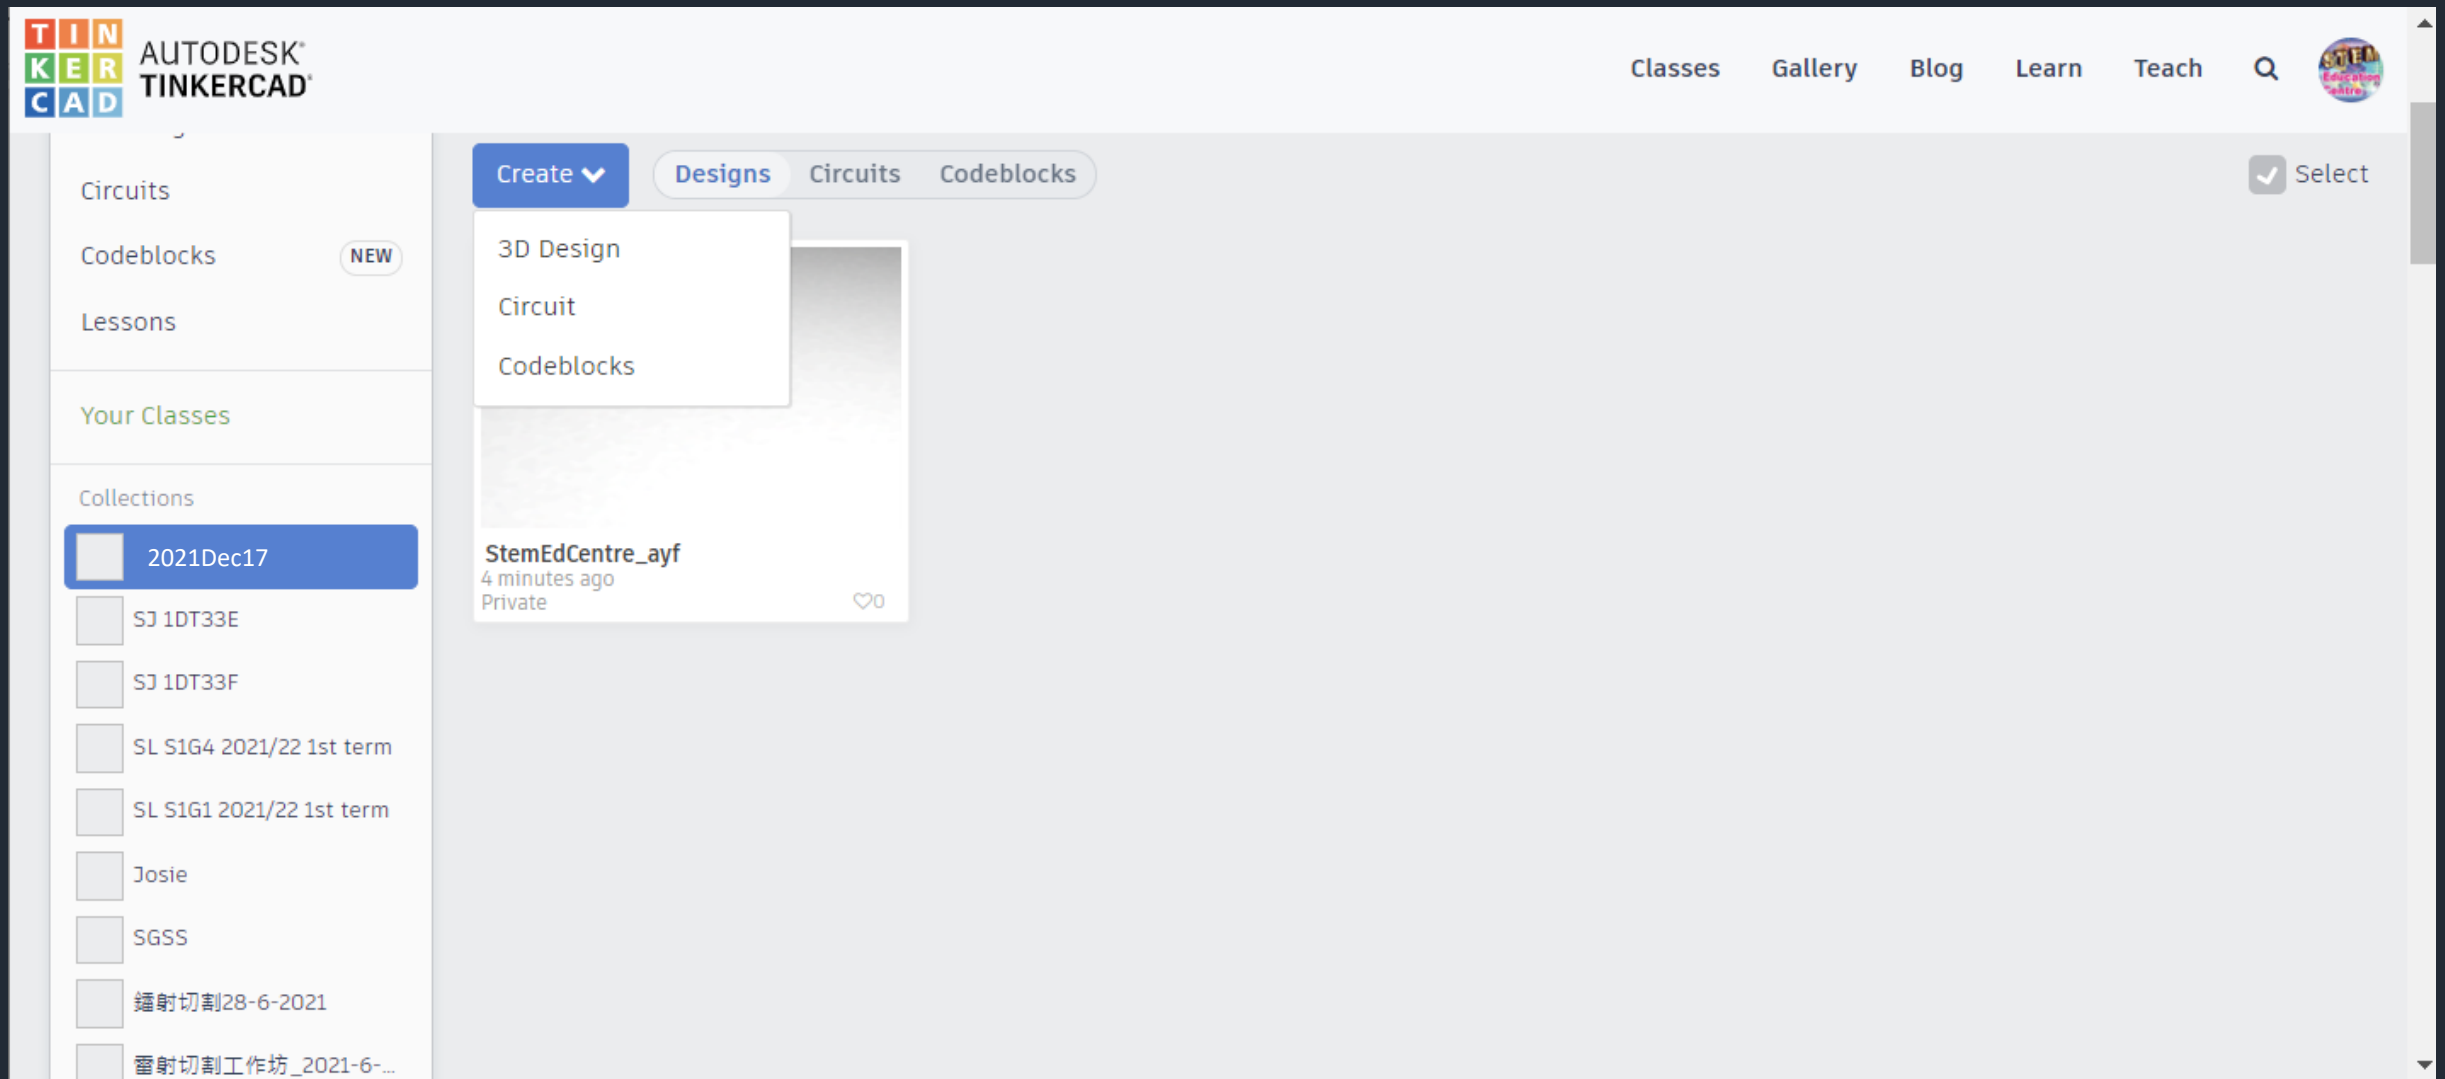 TIN
KER
CAD
AUTODESK®
TINKERCAD®
Classes Gallery Blog Learn Teach
STEM
Education
Centre
Create Designs Circuits Codeblocks Select
Circuits
Codeblocks NEW
Lessons
Your Classes
Collections
2021Dec17
SJ 1DT33E
SJ 1DT33F
SL S1G4 2021/22 1st term
SL S1G1 2021/22 1st term
Josie
SGSS
鐳射切割28-6-2021
雷射切割工作坊_2021-6-...
3D Design
Circuit
Codeblocks
StemEdCentre_ayf
4 minutes ago
Private 0